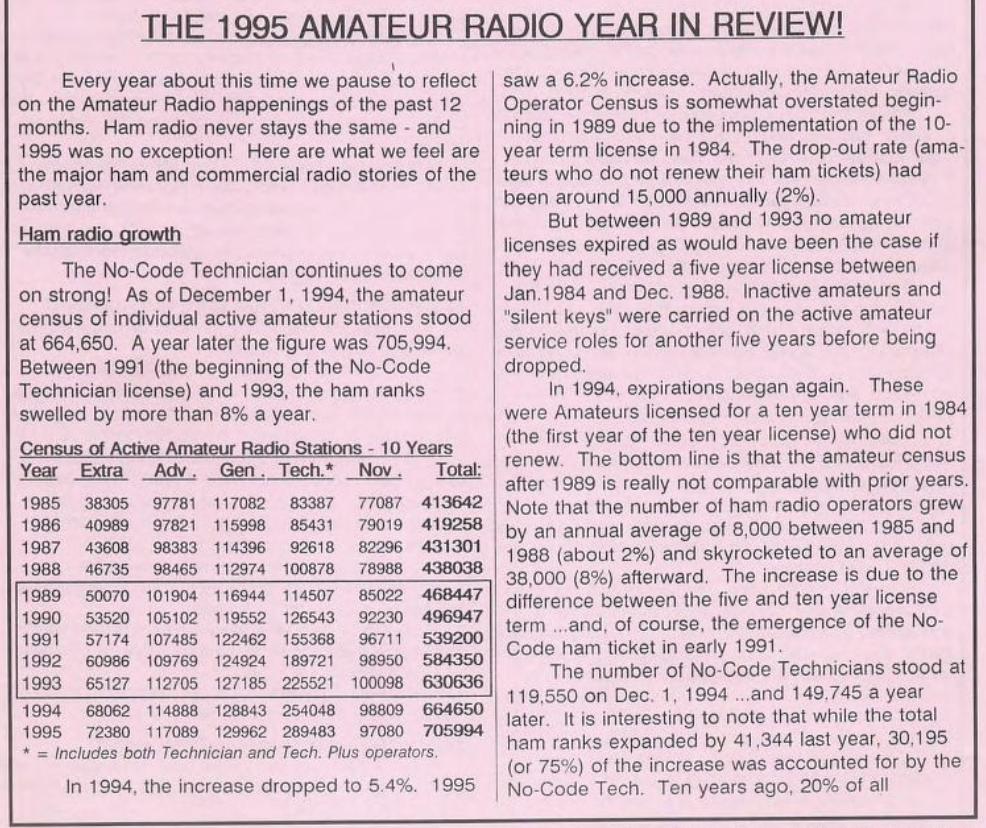 THE 1995 AMATEUR RADIO YEAR IN REVIEW!
Every year about this time we pause to reflect
on the Amateur Radio happenings of the past 12
months. Ham radio never stays the same - and
1995 was no exception! Here are what we feel are
the major ham and commercial radio stories of the
past year.
Ham radio growth
The No-Code Technician continues to come
on strong! As of December 1, 1994, the amateur
census of individual active amateur stations stood
at 664,650. A year later the figure was 705,994.
Between 1991 (the beginning of the No-Code
Technician license) and 1993, the ham ranks
swelled by more than 8% a year.
Census of Active Amateur Radio Stations - 10 Years
Year Extra Adv . Gen . Tech.* Nov . Total:
1985 38305 97781 117082 83387 77087 413642
1986 40989 97821 115998 85431 79019 419258
1987 43608 98383 114396 92618 82296 431301
1988 46735 98465 112974 100878 78988 438038
1989 50070 101904 116944 114507 85022 468447
1990 53520 105102 119552 126543 92230 496947
1991 57174 107485 122462 155368 96711 539200
1992 60986 109769 124924 189721 98950 584350
1993 65127 112705 127185 225521 100098 630636
1994 68062 114888 128843 254048 98809 664650
1995 72380 117089 129962 289483 97080 705994
* = Includes both Technician and Tech. Plus operators.
In 1994, the increase dropped to 5.4%. 1995
saw a 6.2% increase. Actually, the Amateur Radio
Operator Census is somewhat overstated begin-
ning in 1989 due to the implementation of the 10-
year term license in 1984. The drop-out rate (ama-
teurs who do not renew their ham tickets) had
been around 15,000 annually (2%).
But between 1989 and 1993 no amateur
licenses expired as would have been the case if
they had received a five year license between
Jan.1984 and Dec. 1988. Inactive amateurs and
"silent keys" were carried on the active amateur
service roles for another five years before being
dropped.
In 1994, expirations began again. These
were Amateurs licensed for a ten year term in 1984
(the first year of the ten year license) who did not
renew. The bottom line is that the amateur census
after 1989 is really not comparable with prior years.
Note that the number of ham radio operators grew
by an annual average of 8,000 between 1985 and
1988 (about 2%) and skyrocketed to an average of
38,000 (8%) afterward. The increase is due to the
difference between the five and ten year license
term ...and, of course, the emergence of the No-
Code ham ticket in early 1991.
The number of No-Code Technicians stood at
119,550 on Dec. 1, 1994 ...and 149.745 a year
later. It is interesting to note that while the total
ham ranks expanded by 41,344 last year, 30,195
(or 75%) of the increase was accounted for by the
No-Code Tech. Ten years ago, 20% of all